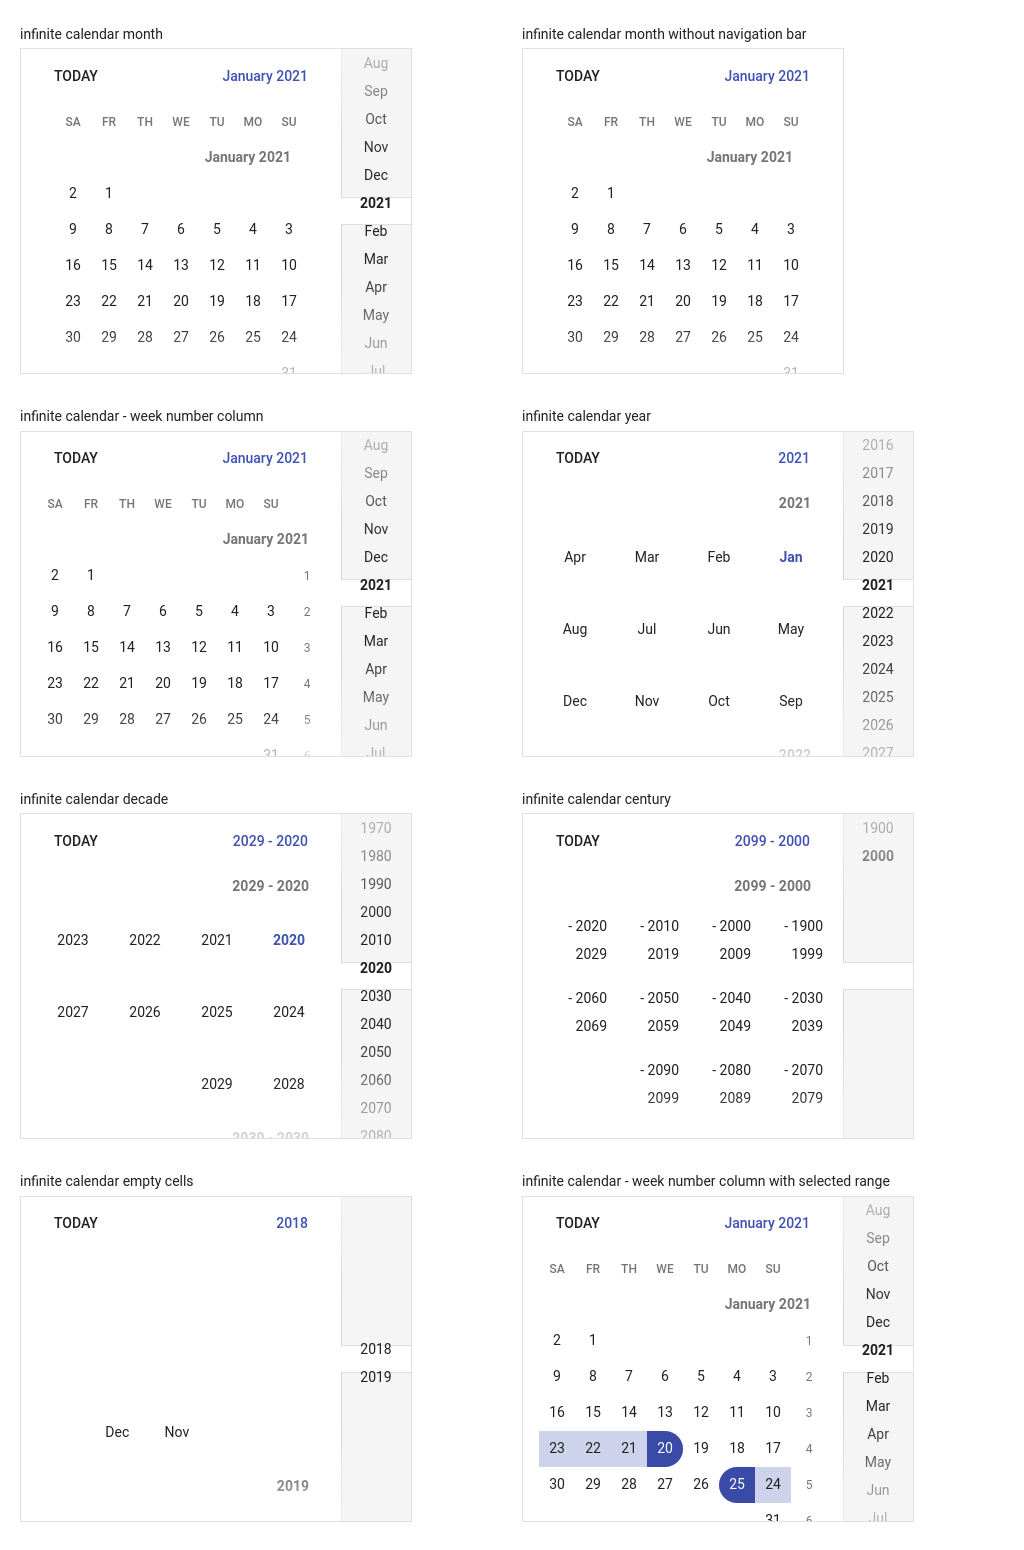 infinite calendar month
TODAY January 2021
SA FR TH WE TU MO SU
January 2021
2 1
9 8 7 6 5 4 3
16 15 14 13 12 11 10
23 22 21 20 19 18 17
30 29 28 27 26 25 24
31
Aug
Sep
Oct
Nov
Dec
2021
Feb
Mar
Apr
May
Jun
Jul
infinite calendar month without navigation bar
TODAY January 2021
SA FR TH WE TU MO SU
January 2021
2 1
9 8 7 6 5 4 3
16 15 14 13 12 11 10
23 22 21 20 19 18 17
30 29 28 27 26 25 24
31
infinite calendar - week number column
TODAY January 2021
SA FR TH WE TU MO SU
January 2021
2 1 1
9 8 7 6 5 4 3 2
16 15 14 13 12 11 10 3
23 22 21 20 19 18 17 4
30 29 28 27 26 25 24 5
31 6
Aug
Sep
Oct
Nov
Dec
2021
Feb
Mar
Apr
May
Jun
Jul
infinite calendar year
TODAY 2021
2021
Apr Mar Feb Jan
Aug Jul Jun May
Dec Nov Oct Sep
2022
2016
2017
2018
2019
2020
2021
2022
2023
2024
2025
2026
2027
infinite calendar decade
TODAY 2029 - 2020
2029 - 2020
2023 2022 2021 2020
2027 2026 2025 2024
2029 2028
2039 - 2030
1970
1980
1990
2000
2010
2020
2030
2040
2050
2060
2070
2080
infinite calendar century
TODAY 2099 - 2000
2099 - 2000
- 2020 - 2010 - 2000 - 1900
2029 2019 2009 1999
- 2060 - 2050 - 2040 - 2030
2069 2059 2049 2039
- 2090 - 2080 - 2070
2099 2089 2079
1900
2000
infinite calendar empty cells
TODAY 2018
Dec Nov
2019
2018
2019
infinite calendar - week number column with selected range
TODAY January 2021
SA FR TH WE TU MO SU
January 2021
2 1 1
9 8 7 6 5 4 3 2
16 15 14 13 12 11 10 3
23 22 21 20 19 18 17 4
30 29 28 27 26 25 24 5
31 6
Aug
Sep
Oct
Nov
Dec
2021
Feb
Mar
Apr
May
Jun
Jul